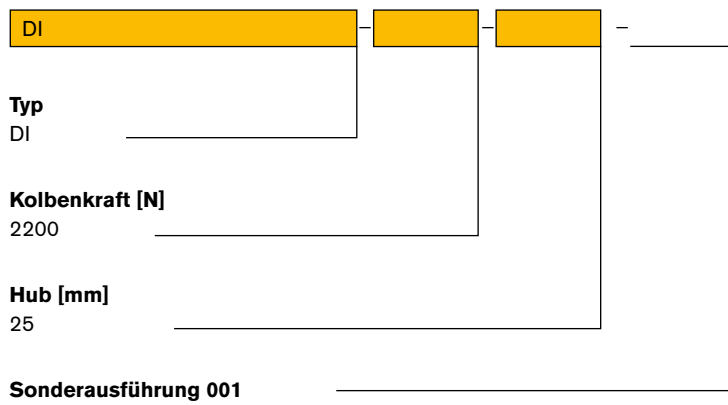 DI – – –
Typ
DI
Kolbenkraft [N]
2200
Hub [mm]
25
Sonderausführung 001